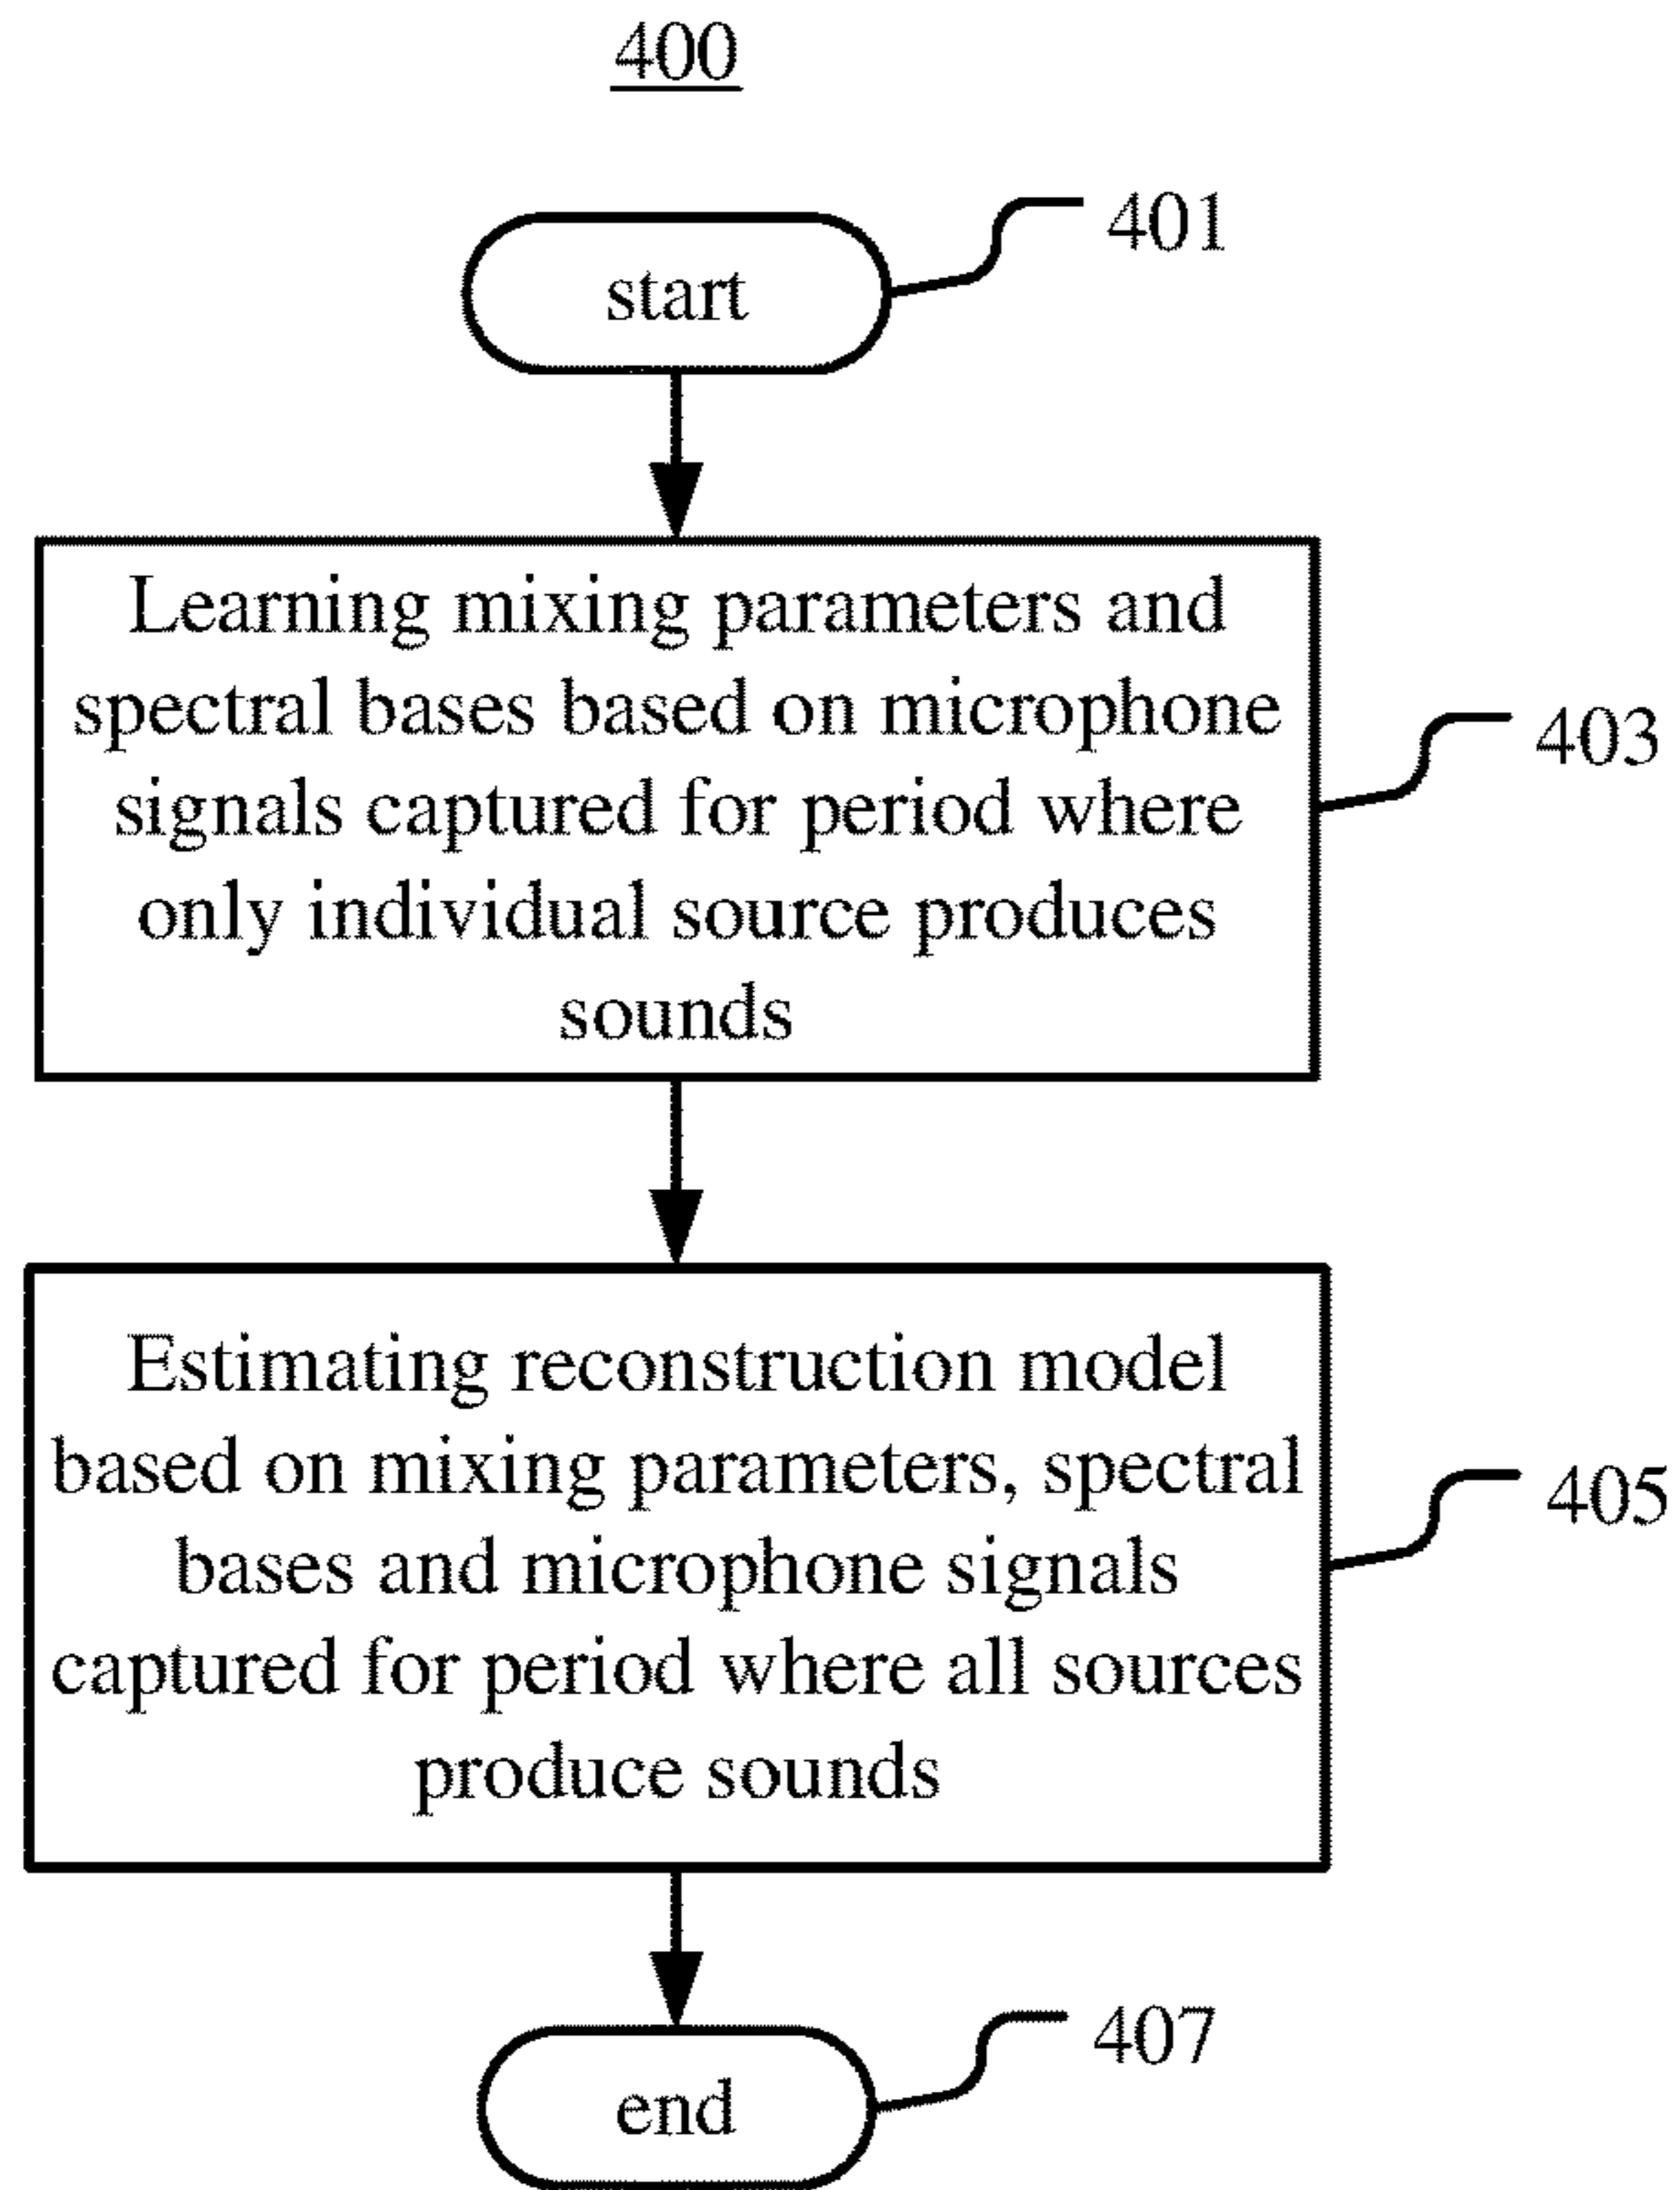 400
401
start
Learning mixing parameters and
spectral bases based on microphone
signals captured for period where
only individual source produces
sounds
403
Estimating reconstruction model
based on mixing parameters, spectral
bases and microphone signals
captured for period where all sources
produce sounds
405
407
end